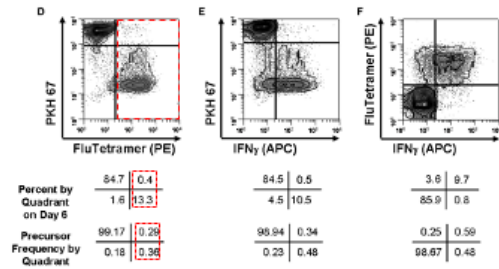 D E F
PKH 67
FluTetramer (PE)
PKH 67
IFNγ (APC)
FluTetramer (PE)
IFNγ (APC)
Percent by Quadrant on Day 6
84.7 0.4
1.6 13.3
84.5 0.5
4.5 10.5
3.6 9.7
85.9 0.8
Precursor Frequency by Quadrant
99.17 0.29
0.18 0.36
98.94 0.34
0.23 0.48
0.25 0.59
98.67 0.48